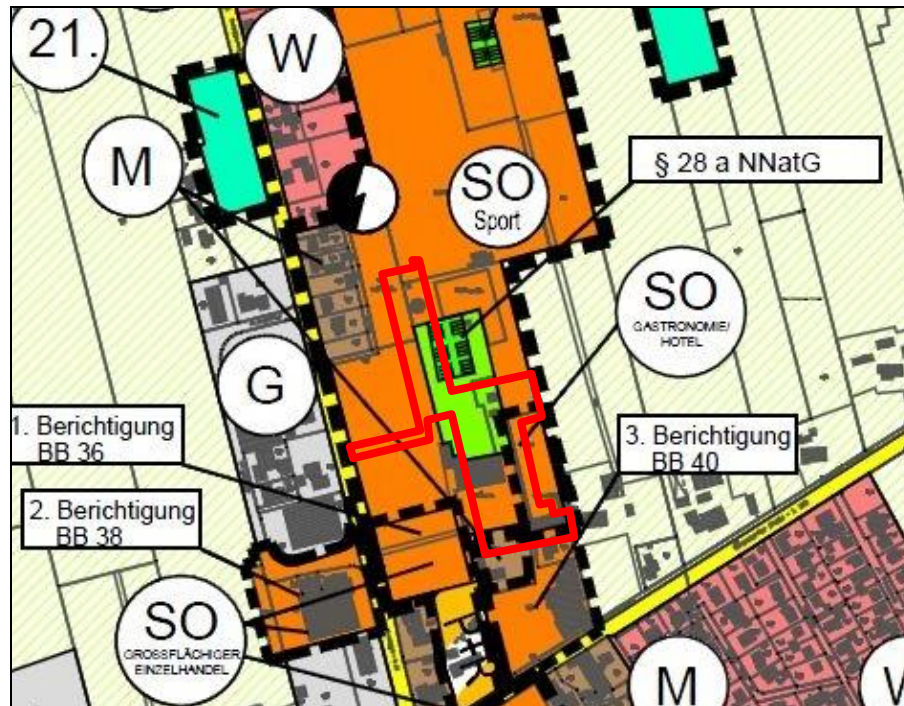 21.
W
M
§ 28 a NNatG
SO
Sport
SO
GASTRONOMIE/
HOTEL
G
1. Berichtigung
BB 36
3. Berichtigung
BB 40
2. Berichtigung
BB 38
SO
GROSSFLÄCHIGER
EINZELHANDEL
M